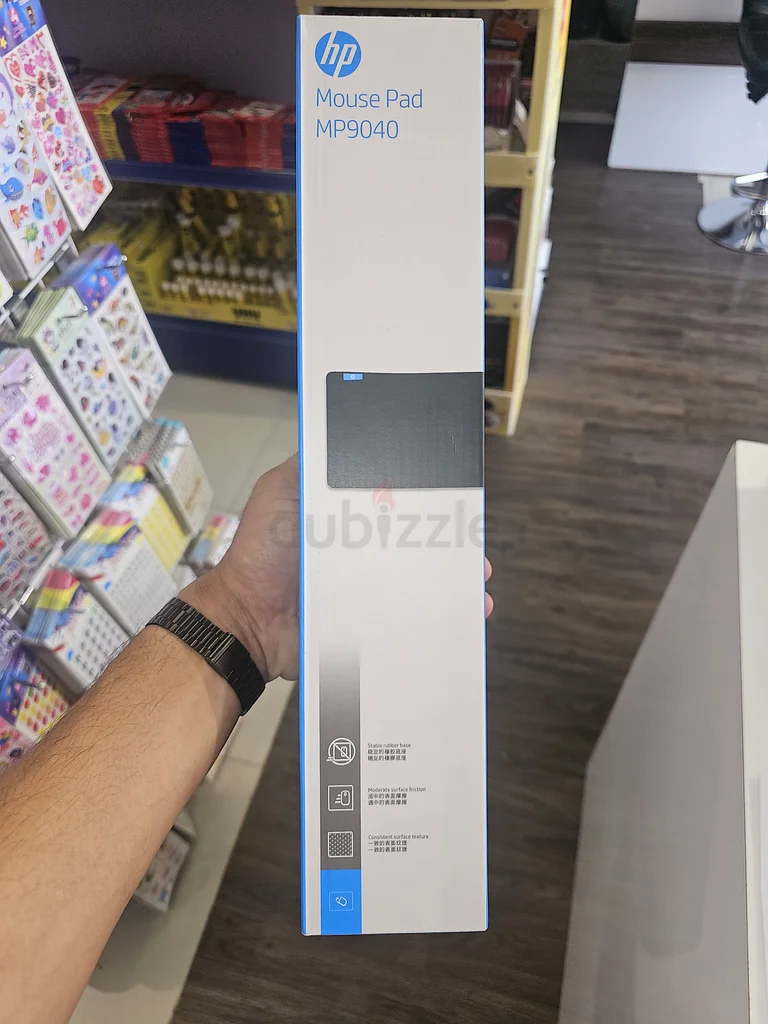 hp
Mouse Pad
MP9040
dubizzle
Stable rubber base
稳定的橡胶底座
穩定的橡膠底座
Moderate surface friction
适中的表面摩擦
適中的表面摩擦
Consistent surface texture
一致的表面纹理
一致的表面紋理